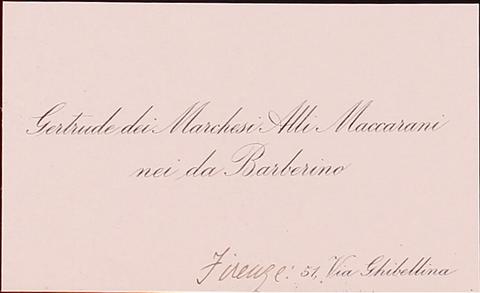 Gertrude dei Marchesi Alli Maccarani
nei da Barberino
Firenze: 51, Via Ghibellina